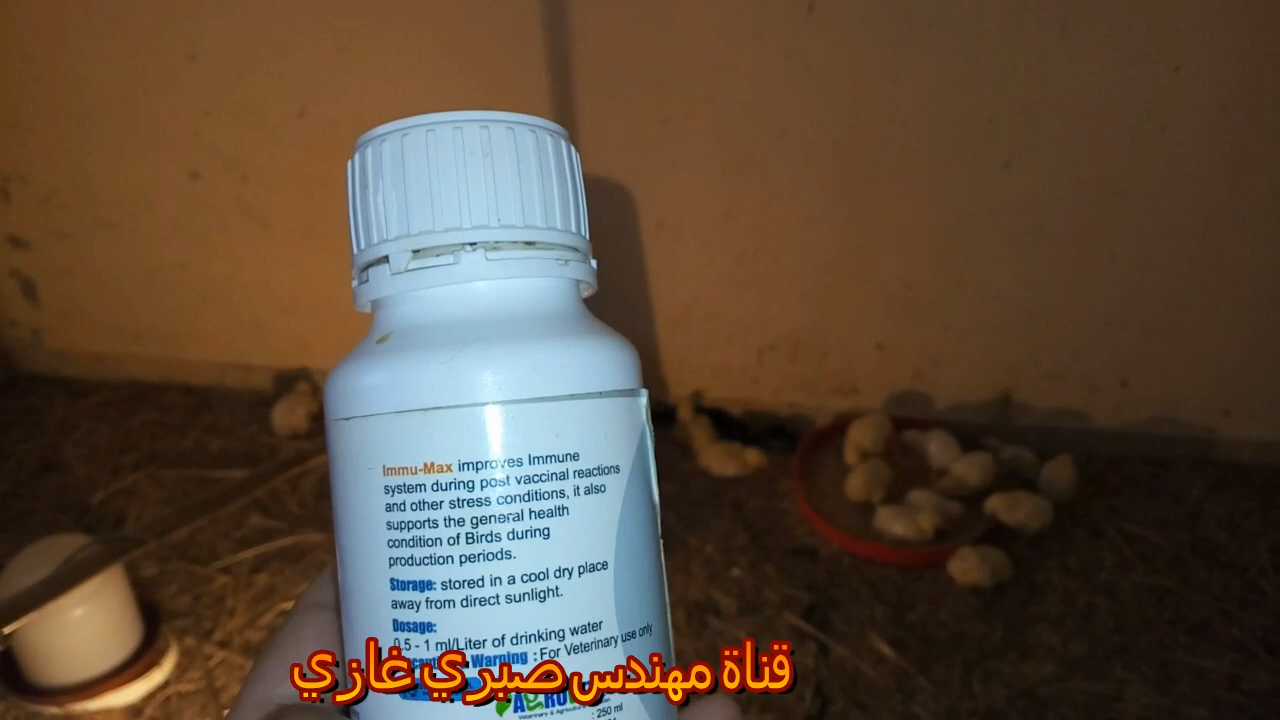 Immu-Max improves Immune
system during post vaccinal reactions
and other stress conditions, it also
supports the general health
condition of Birds during
production periods.
Storage: stored in a cool dry place
away from direct sunlight.
Dosage:
0.5 - 1 ml/Liter of drinking water
Warning : For Veterinary use only
قناة مهندس صبري غازي
Veterinary & Agricultural
: 250 ml